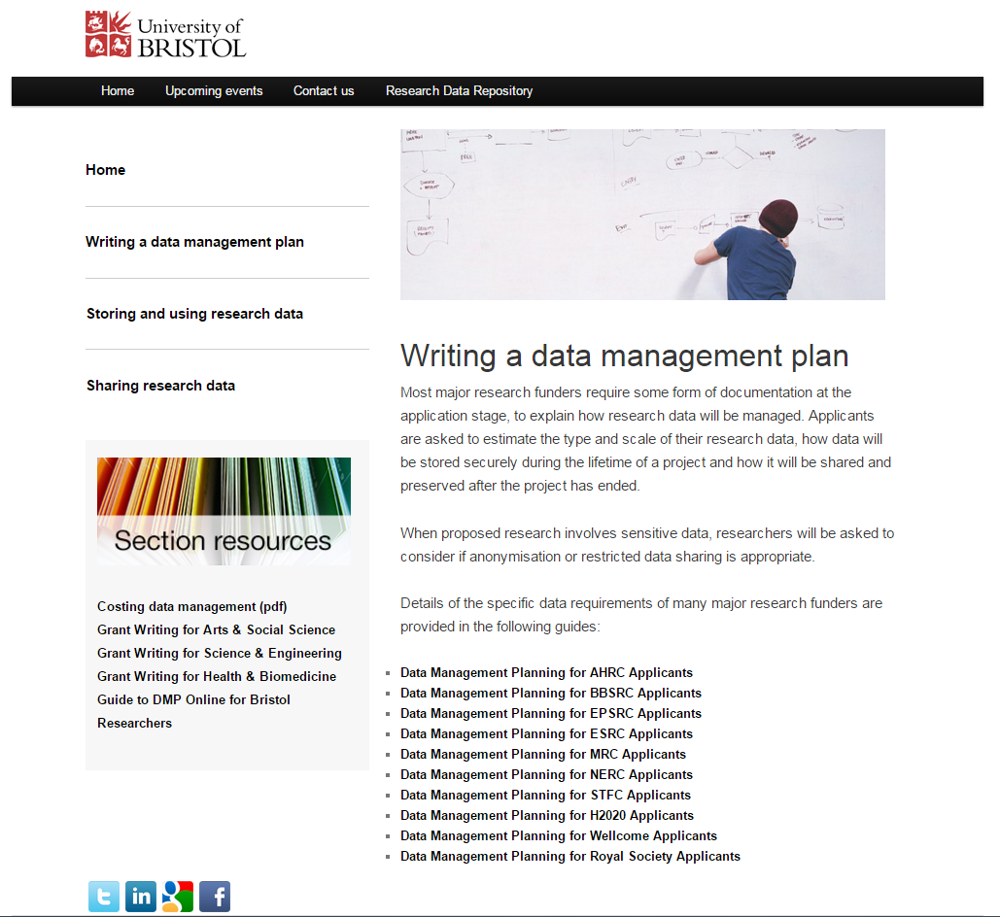 University of
BRISTOL
Home Upcoming events Contact us Research Data Repository
Home
Writing a data management plan
Storing and using research data
Sharing research data
Section resources
Costing data management (pdf)
Grant Writing for Arts & Social Science
Grant Writing for Science & Engineering
Grant Writing for Health & Biomedicine
Guide to DMP Online for Bristol
Researchers
Writing a data management plan
Most major research funders require some form of documentation at the
application stage, to explain how research data will be managed. Applicants
are asked to estimate the type and scale of their research data, how data will
be stored securely during the lifetime of a project and how it will be shared and
preserved after the project has ended.
When proposed research involves sensitive data, researchers will be asked to
consider if anonymisation or restricted data sharing is appropriate.
Details of the specific data requirements of many major research funders are
provided in the following guides:
Data Management Planning for AHRC Applicants
Data Management Planning for BBSRC Applicants
Data Management Planning for EPSRC Applicants
Data Management Planning for ESRC Applicants
Data Management Planning for MRC Applicants
Data Management Planning for NERC Applicants
Data Management Planning for STFC Applicants
Data Management Planning for H2020 Applicants
Data Management Planning for Wellcome Applicants
Data Management Planning for Royal Society Applicants